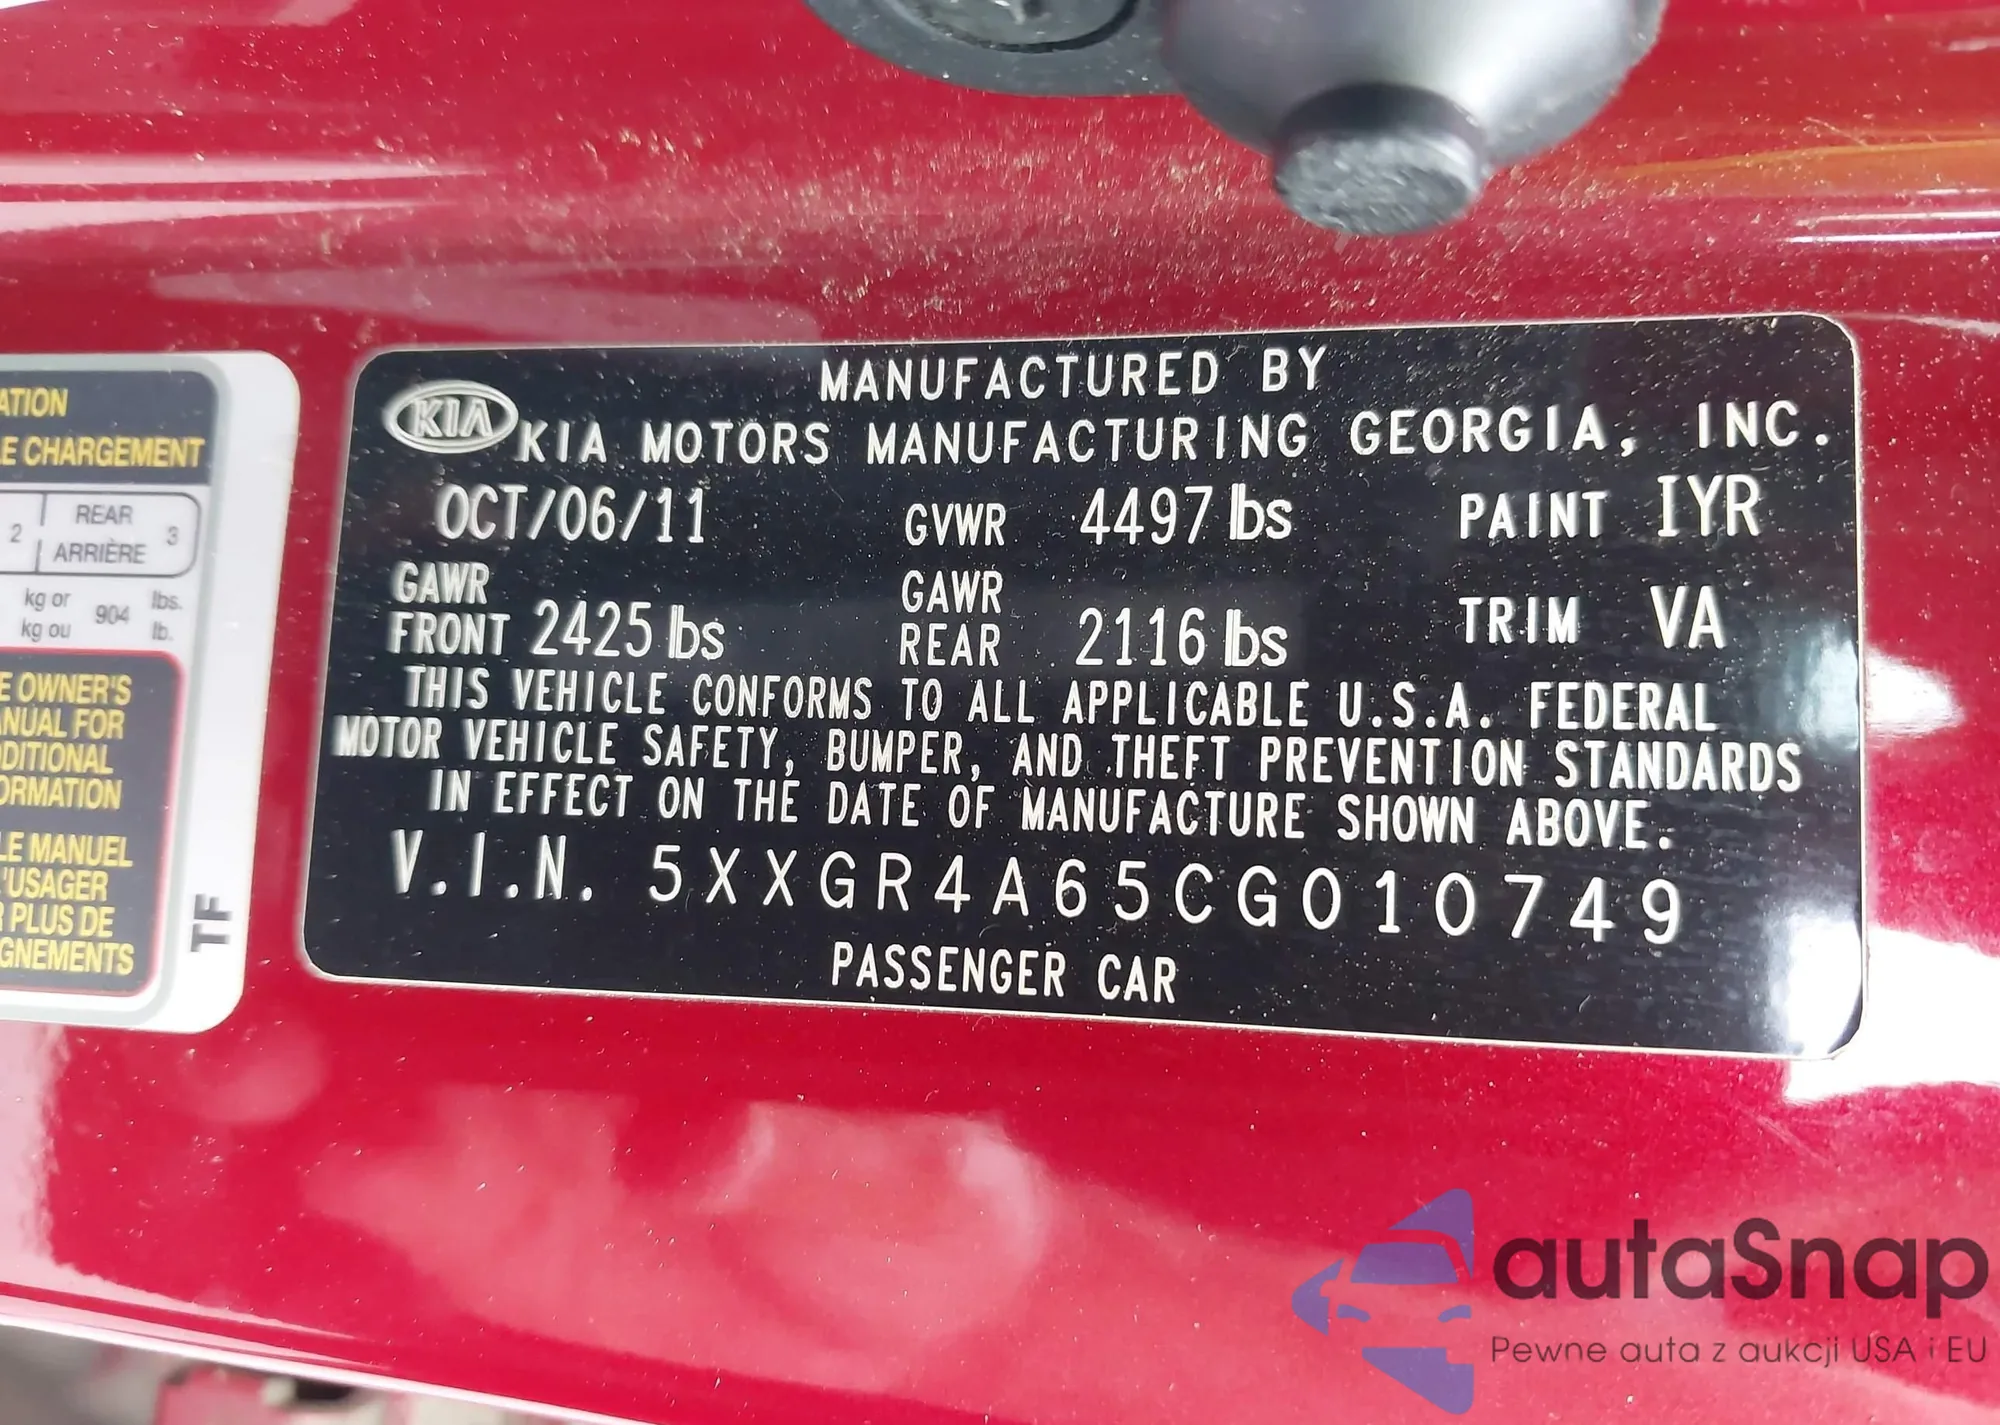 ATION
LE CHARGEMENT
2 REAR 3
ARRIÈRE
kg or 904 lbs.
kg ou lb.
E OWNER'S
ANUAL FOR
DDITIONAL
ORMATION
LE MANUEL
L'USAGER
R PLUS DE
GNEMENTS
TF
MANUFACTURED BY
KIA KIA MOTORS MANUFACTURING GEORGIA, INC.
OCT/06/11 GVWR 4497 lbs PAINT IYR
GAWR FRONT 2425 lbs GAWR REAR 2116 lbs TRIM VA
THIS VEHICLE CONFORMS TO ALL APPLICABLE U.S.A. FEDERAL
MOTOR VEHICLE SAFETY, BUMPER, AND THEFT PREVENTION STANDARDS
IN EFFECT ON THE DATE OF MANUFACTURE SHOWN ABOVE.
V.I.N. 5XXGR4A65CG010749
PASSENGER CAR
autaSnap
Pewne auta z aukcji USA i EU